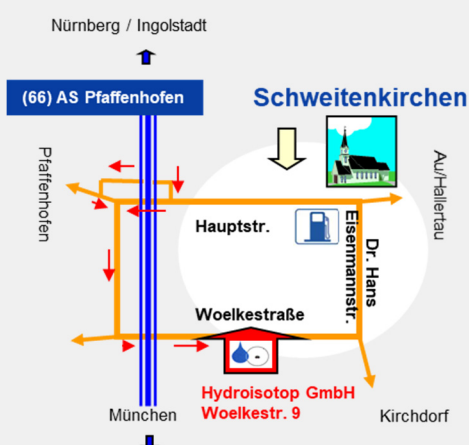 Nürnberg / Ingolstadt
(66) AS Pfaffenhofen
Schweitenkirchen
Pfaffenhofen
Au/Hallertau
Hauptstr.
Dr. Hans
Eisenmannstr.
Woelkestraße
-
Hydroisotop GmbH
Woelkestr. 9
München
Kirchdorf